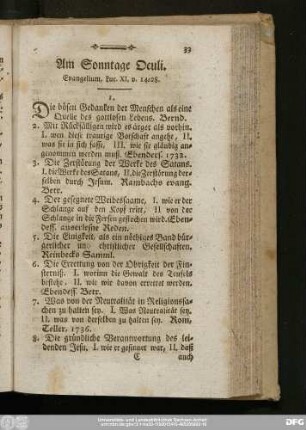 33
Am Sonntage Oculi.
Evangelium, Luc. XI, v. 14-28.
1.
Die bösen Gedanken der Menschen als eine
Quelle des gottlosen Lebens. Bernd.
2. Mit Rückfälligen wird es ärger als vorhin.
I. wen diese traurige Botschaft angehe, II.
was sie in sich fasse, III. wie sie gläubig an-
genommen werden muß. Ebenders. 1732.
3. Die Zerstörung der Werke des Satans.
I. die Werke des Satans, II. die Zerstörung der-
selben durch Jesum. Rambachs evang.
Betr.
4. Der gesegnete Weibessaame, I. wie er der
Schlange auf den Kopf tritt, II von der
Schlange in die Fersen gestochen wird. Eben-
dess. auserlesne Reden.
5. Die Einigkeit als ein nöthiges Band bür-
gerlicher und christlicher Gesellschaften.
Reinbecks Samml.
6. Die Errettung von der Obrigkeit der Fin-
sterniß. I. worinn die Gewalt des Teufels
bestehe, II. wie wir davon errettet werden.
Ebendess. Betr.
7. Was von der Neutralität in Religionssa-
chen zu halten sey. I. Was Neutralität sey,
II. was von derselben zu halten sey. Rom.
Teller. 1736.
8. Die gründliche Verantwortung des lei-
denden Jesu, I. wie er gesinnet war, II. daß
C auch